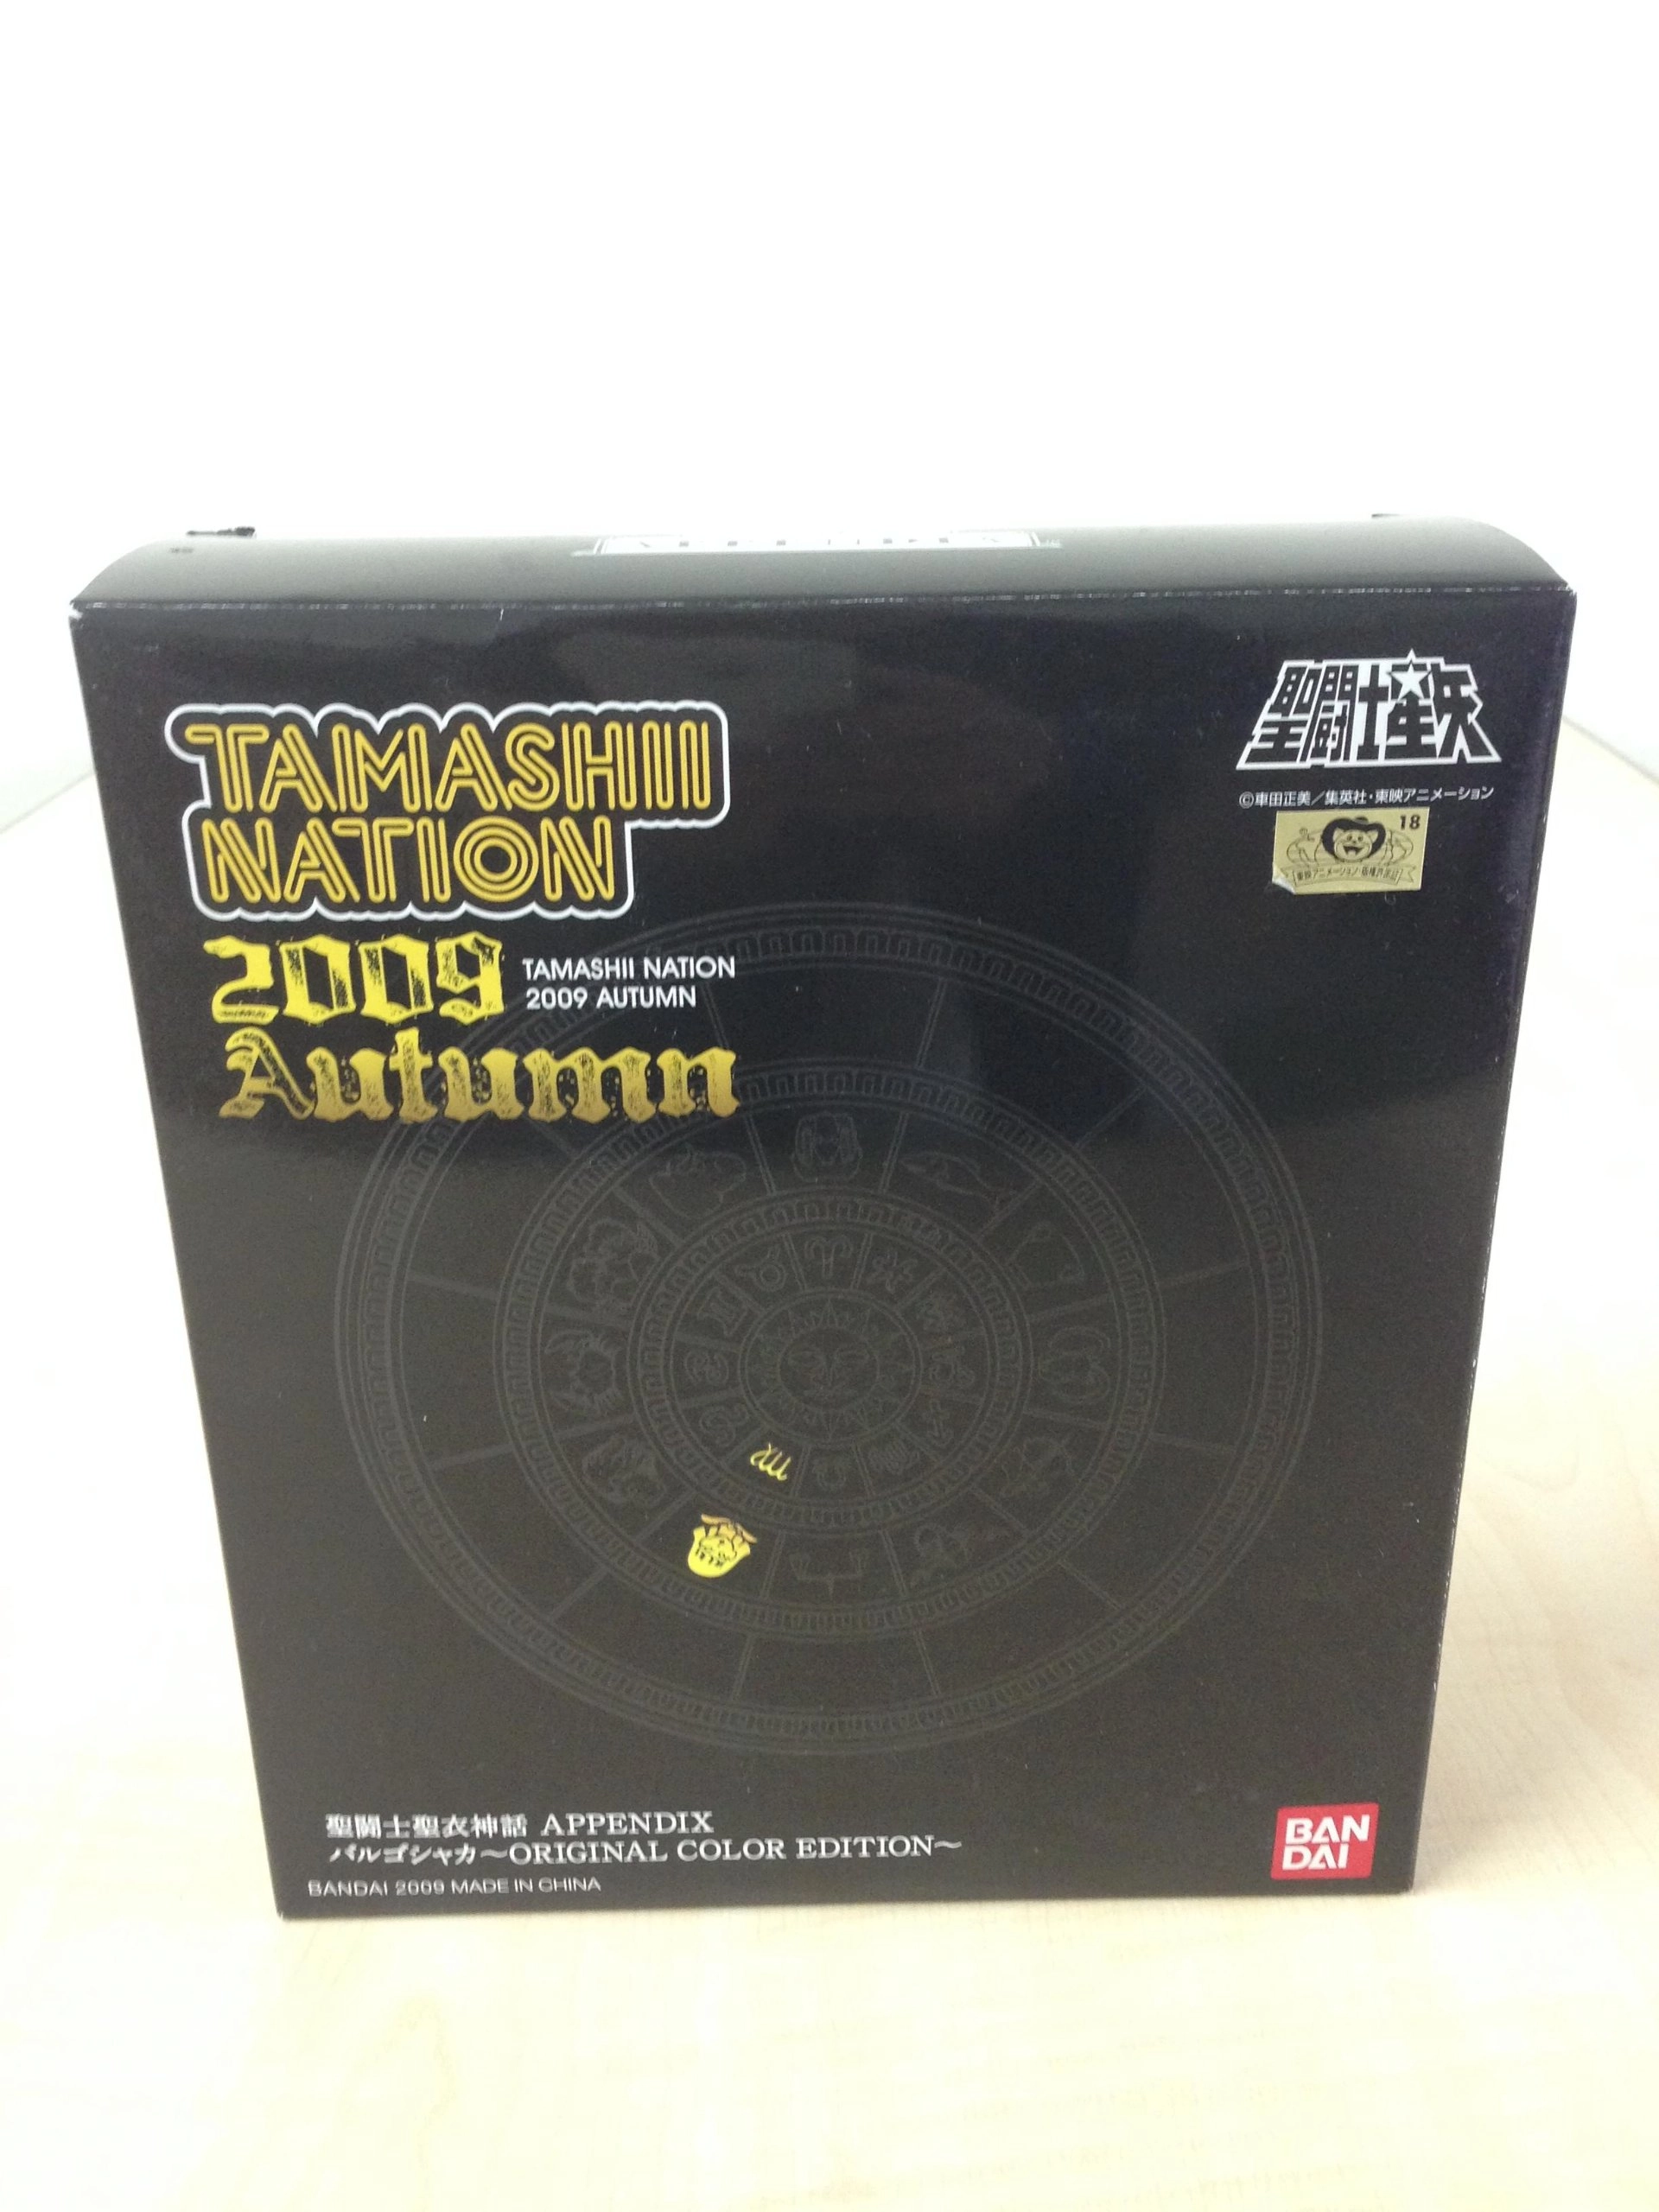 TAMASHII
NATION
2009
Autumn
TAMASHII NATION
2009 AUTUMN
聖闘士星矢
©車田正美/集英社・東映アニメーション
18
聖闘士聖衣神話 APPENDIX
バルゴシャカ〜ORIGINAL COLOR EDITION〜
BANDAI 2009 MADE IN CHINA
BAN
DAI